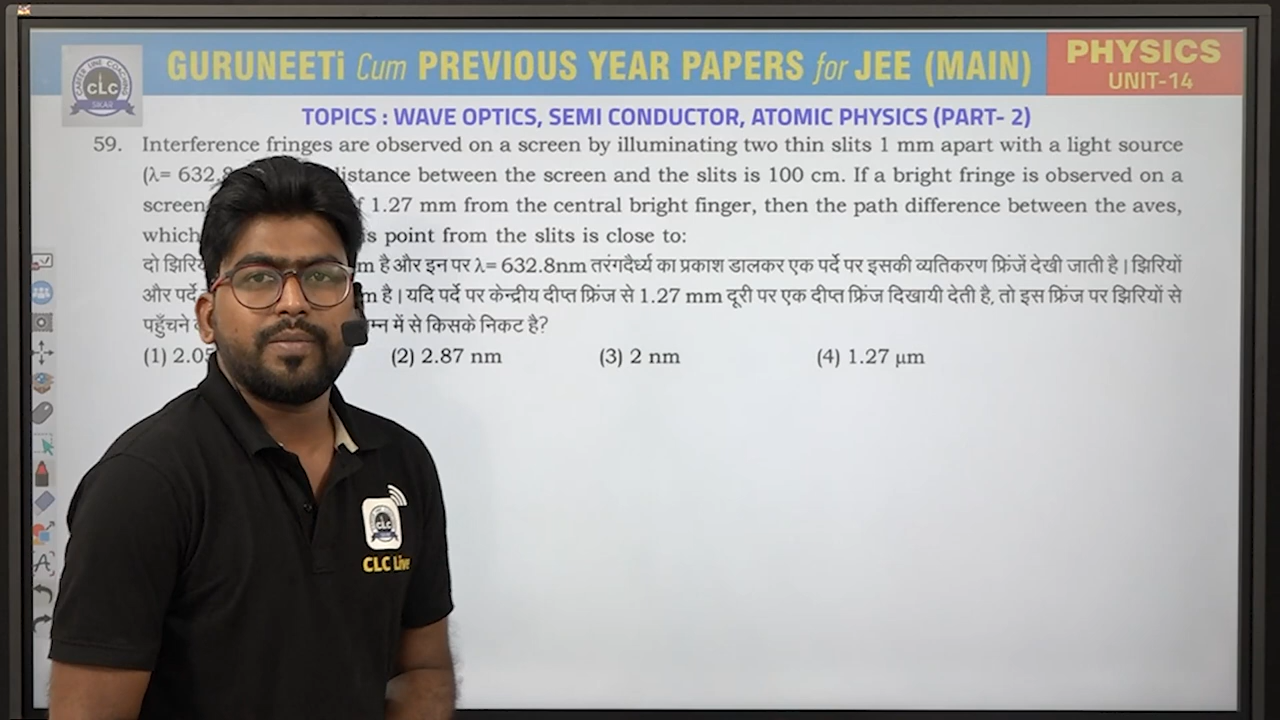 GURUNEETi Cum PREVIOUS YEAR PAPERS for JEE (MAIN)
PHYSICS
UNIT-14
CLC
SIKAR
TOPICS : WAVE OPTICS, SEMI CONDUCTOR, ATOMIC PHYSICS (PART- 2)
59. Interference fringes are observed on a screen by illuminating two thin slits 1 mm apart with a light source
(λ= 632.8 distance between the screen and the slits is 100 cm. If a bright fringe is observed on a
screen f 1.27 mm from the central bright finger, then the path difference between the aves,
which is point from the slits is close to:
दो झिरिय m है और इन पर λ= 632.8nm तरंगदैर्ध्य का प्रकाश डालकर एक पर्दे पर इसकी व्यतिकरण फ्रिंजें देखी जाती है। झिरियों
और पर्दे m है। यदि पर्दे पर केन्द्रीय दीप्त फ्रिंज से 1.27 mm दूरी पर एक दीप्त फ्रिंज दिखायी देती है, तो इस फ्रिंज पर झिरियों से
पहुँचने म्न में से किसके निकट है?
(1) 2.05 (2) 2.87 nm (3) 2 nm (4) 1.27 μm
CLC
CLC Live